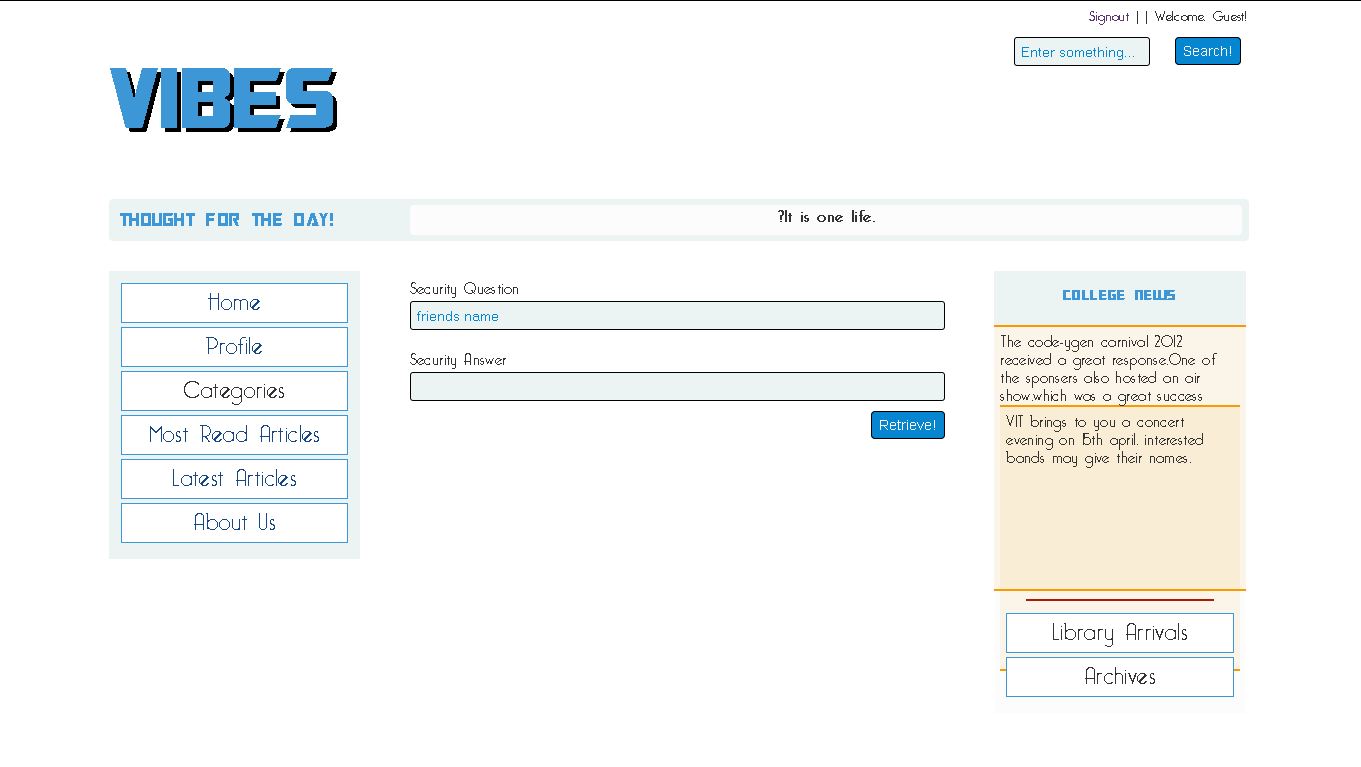 Signout || Welcome, Guest!
Enter something...
Search!
VIBES
THOUGHT FOR THE DAY!
?It is one life.
Home
Profile
Categories
Most Read Articles
Latest Articles
About Us
Security Question
friends name
Security Answer
Retrieve!
COLLEGE NEWS
The code-ygen carnival 2012
received a great response.One of
the sponsers also hosted an air
show.which was a great success
VIT brings to you a concert
evening on 15th april. interested
bands may give their names.
Library Arrivals
Archives